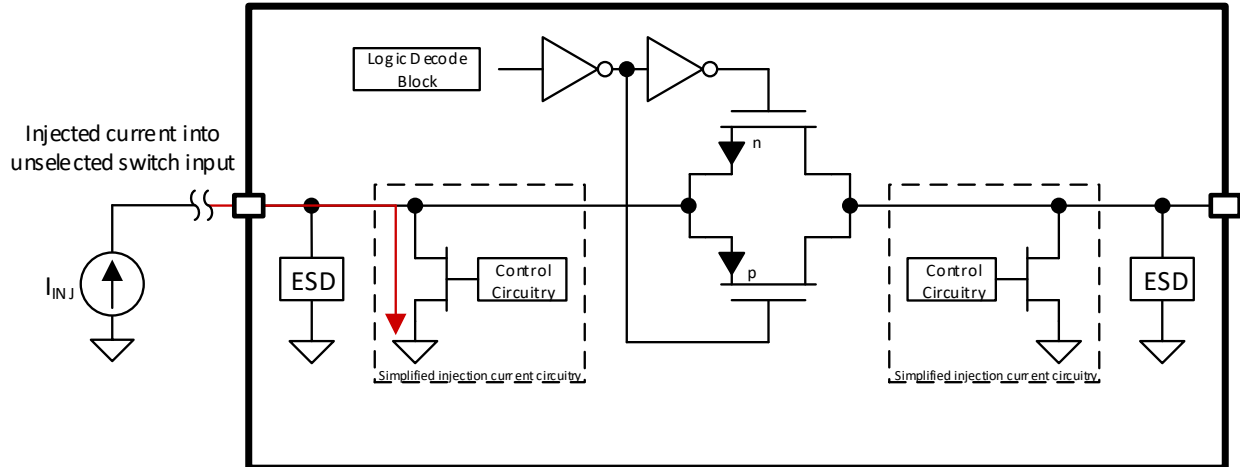 Logic Decode
Block
Injected current into
unselected switch input
n
p
I_INJ
ESD
Control
Circuitry
Simplified injection current circuitry
Control
Circuitry
ESD
Simplified injection current circuitry